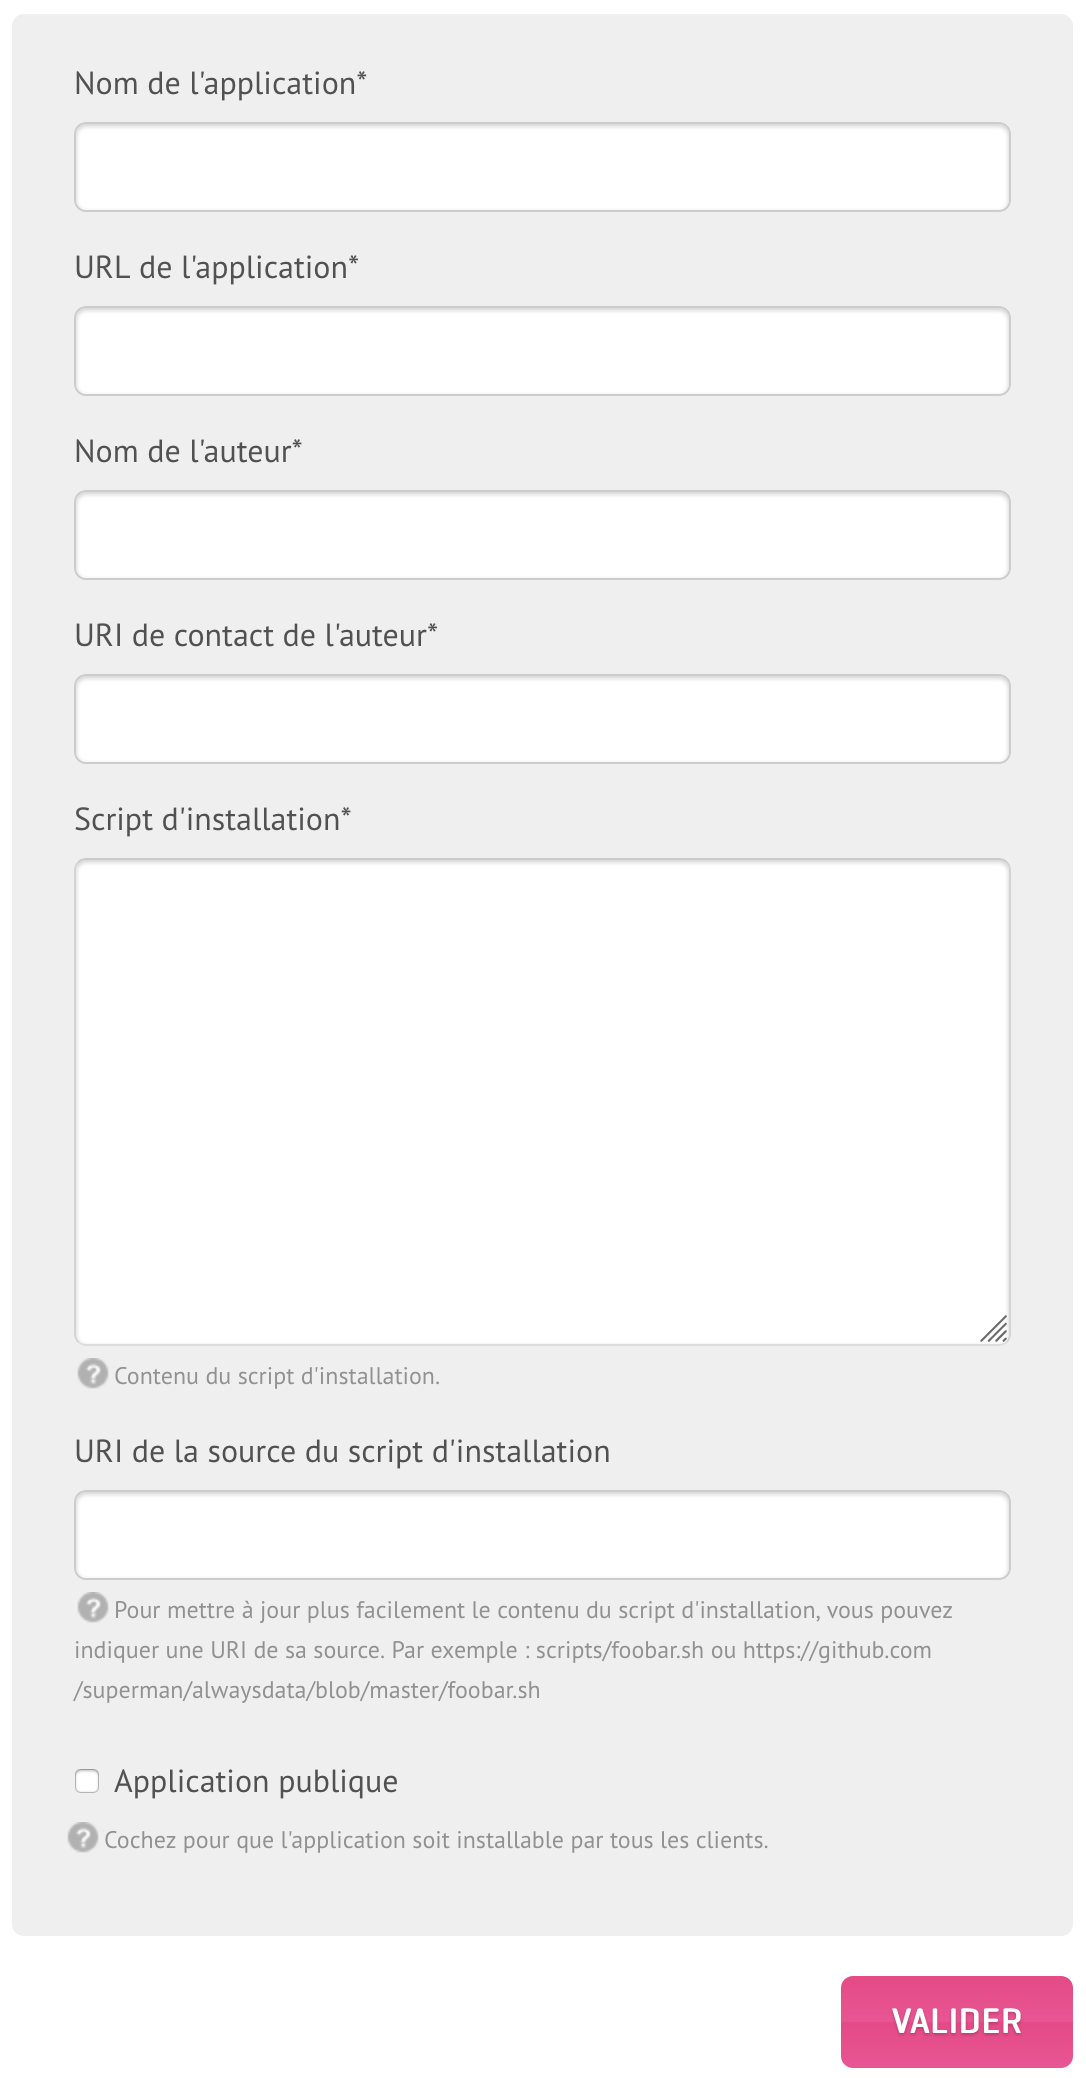 Nom de l'application*
URL de l'application*
Nom de l'auteur*
URI de contact de l'auteur*
Script d'installation*
? Contenu du script d'installation.
URI de la source du script d'installation
? Pour mettre à jour plus facilement le contenu du script d'installation, vous pouvez
indiquer une URI de sa source. Par exemple : scripts/foobar.sh ou https://github.com
/superman/alwaysdata/blob/master/foobar.sh
Application publique
? Cochez pour que l'application soit installable par tous les clients.
VALIDER